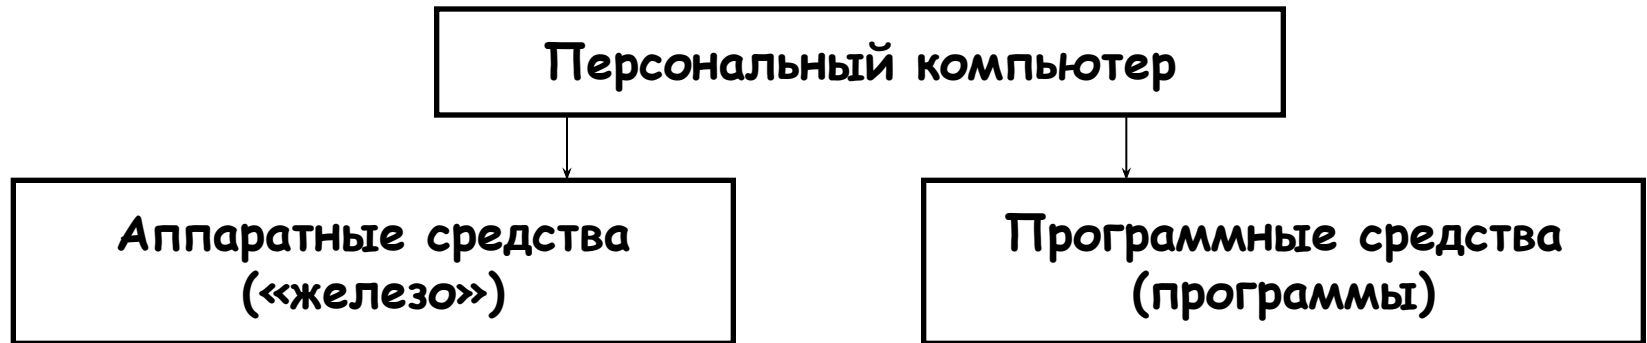 Персональный компьютер
Аппаратные средства
(«железо»)
Программные средства
(программы)